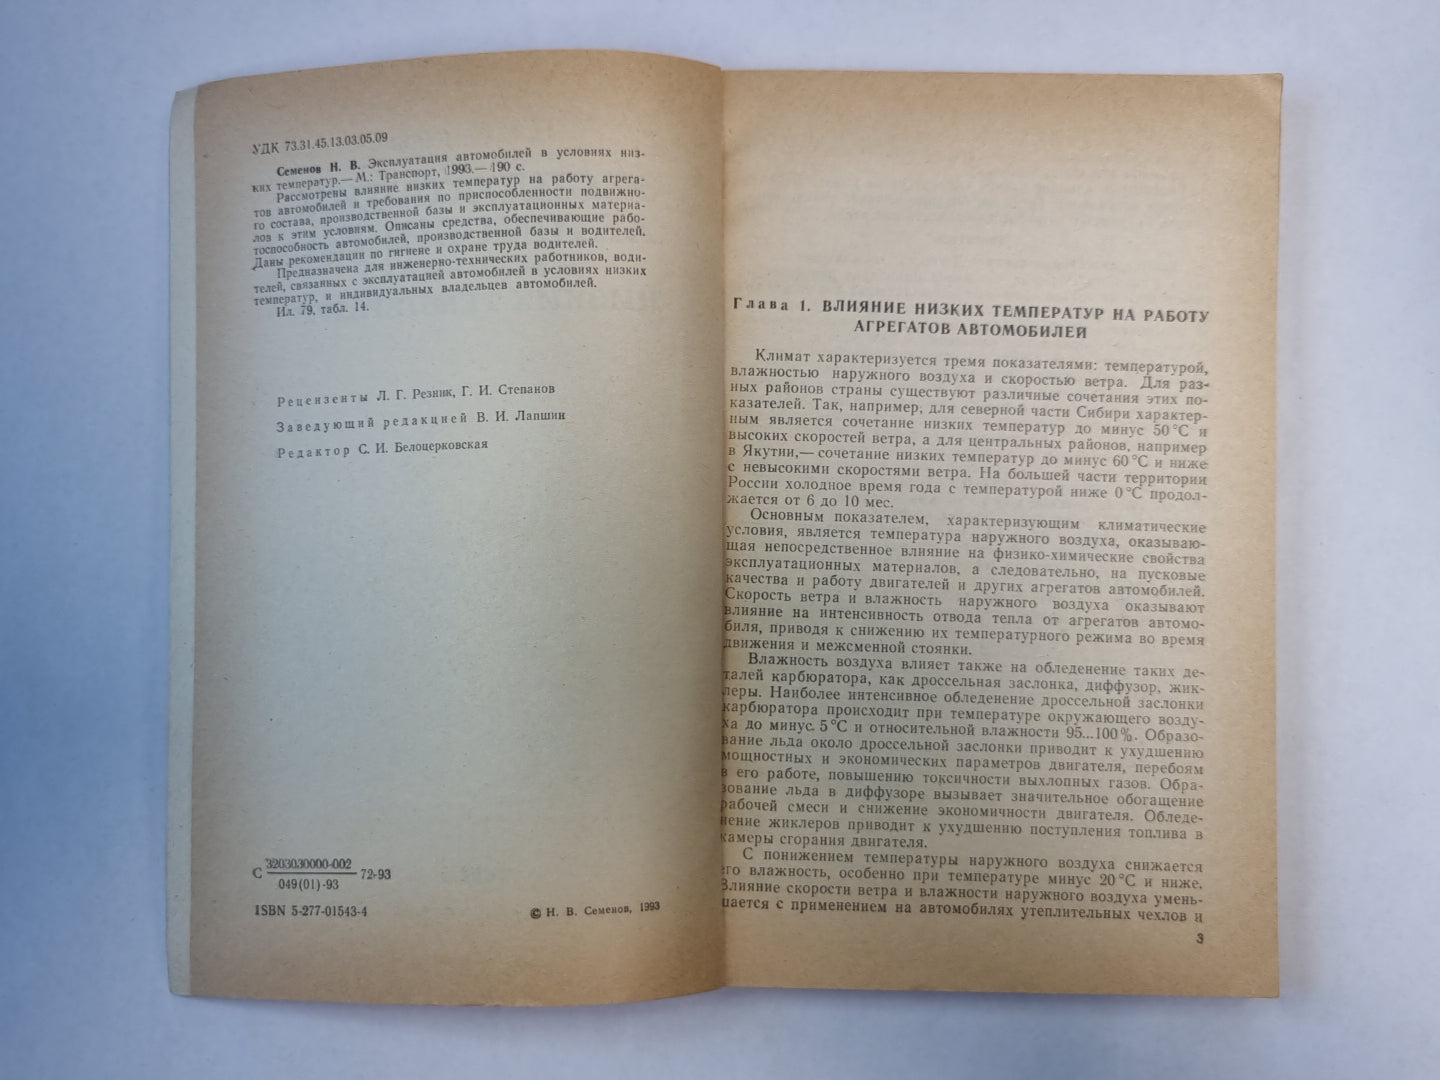 УДК 73.31.45.13.03.05.09
Семенов Н. В. Эксплуатация автомобилей в условиях низ-
ких температур.— М.: Транспорт, 1993.— 190 с.
Рассмотрены влияние низких температур на работу агрега-
тов автомобилей и требования по приспособленности подвижно-
го состава, производственной базы и эксплуатационных материа-
лов к этим условиям. Описаны средства, обеспечивающие рабо-
тоспособность автомобилей, производственной базы и водителей.
Даны рекомендации по гигиене и охране труда водителей.
Предназначена для инженерно-технических работников, води-
телей, связанных с эксплуатацией автомобилей в условиях низких
температур, и индивидуальных владельцев автомобилей.
Ил. 79, табл. 14.
Рецензенты Л. Г. Резник, Г. И. Степанов
Заведующий редакцией В. И. Лапшин
Редактор С. И. Белоцерковская
С 3203030000-002 72-93
049(01)-93
ISBN 5-277-01543-4
© Н. В. Семенов, 1993
Глава 1. ВЛИЯНИЕ НИЗКИХ ТЕМПЕРАТУР НА РАБОТУ
АГРЕГАТОВ АВТОМОБИЛЕЙ
Климат характеризуется тремя показателями: температурой,
влажностью наружного воздуха и скоростью ветра. Для раз-
ных районов страны существуют различные сочетания этих по-
казателей. Так, например, для северной части Сибири характер-
ным является сочетание низких температур до минус 50 °С и
высоких скоростей ветра, а для центральных районов, например
в Якутии,— сочетание низких температур до минус 60 °С и ниже
с невысокими скоростями ветра. На большей части территории
России холодное время года с температурой ниже 0 °С продол-
жается от 6 до 10 мес.
Основным показателем, характеризующим климатические
условия, является температура наружного воздуха, оказываю-
щая непосредственное влияние на физико-химические свойства
эксплуатационных материалов, а следовательно, на пусковые
качества и работу двигателей и других агрегатов автомобилей.
Скорость ветра и влажность наружного воздуха оказывают
влияние на интенсивность отвода тепла от агрегатов автомо-
биля, приводя к снижению их температурного режима во время
движения и межсменной стоянки.
Влажность воздуха влияет также на обледенение таких де-
талей карбюратора, как дроссельная заслонка, диффузор, жик-
леры. Наиболее интенсивное обледенение дроссельной заслонки
карбюратора происходит при температуре окружающего возду-
ха до минус 5 °С и относительной влажности 95...100 %. Образо-
вание льда около дроссельной заслонки приводит к ухудшению
мощностных и экономических параметров двигателя, перебоям
в его работе, повышению токсичности выхлопных газов. Обра-
зование льда в диффузоре вызывает значительное обогащение
рабочей смеси и снижение экономичности двигателя. Обледе-
нение жиклеров приводит к ухудшению поступления топлива в
камеры сгорания двигателя.
С понижением температуры наружного воздуха снижается
его влажность, особенно при температуре минус 20 °С и ниже.
Влияние скорости ветра и влажности наружного воздуха умень-
шается с применением на автомобилях утеплительных чехлов и
3